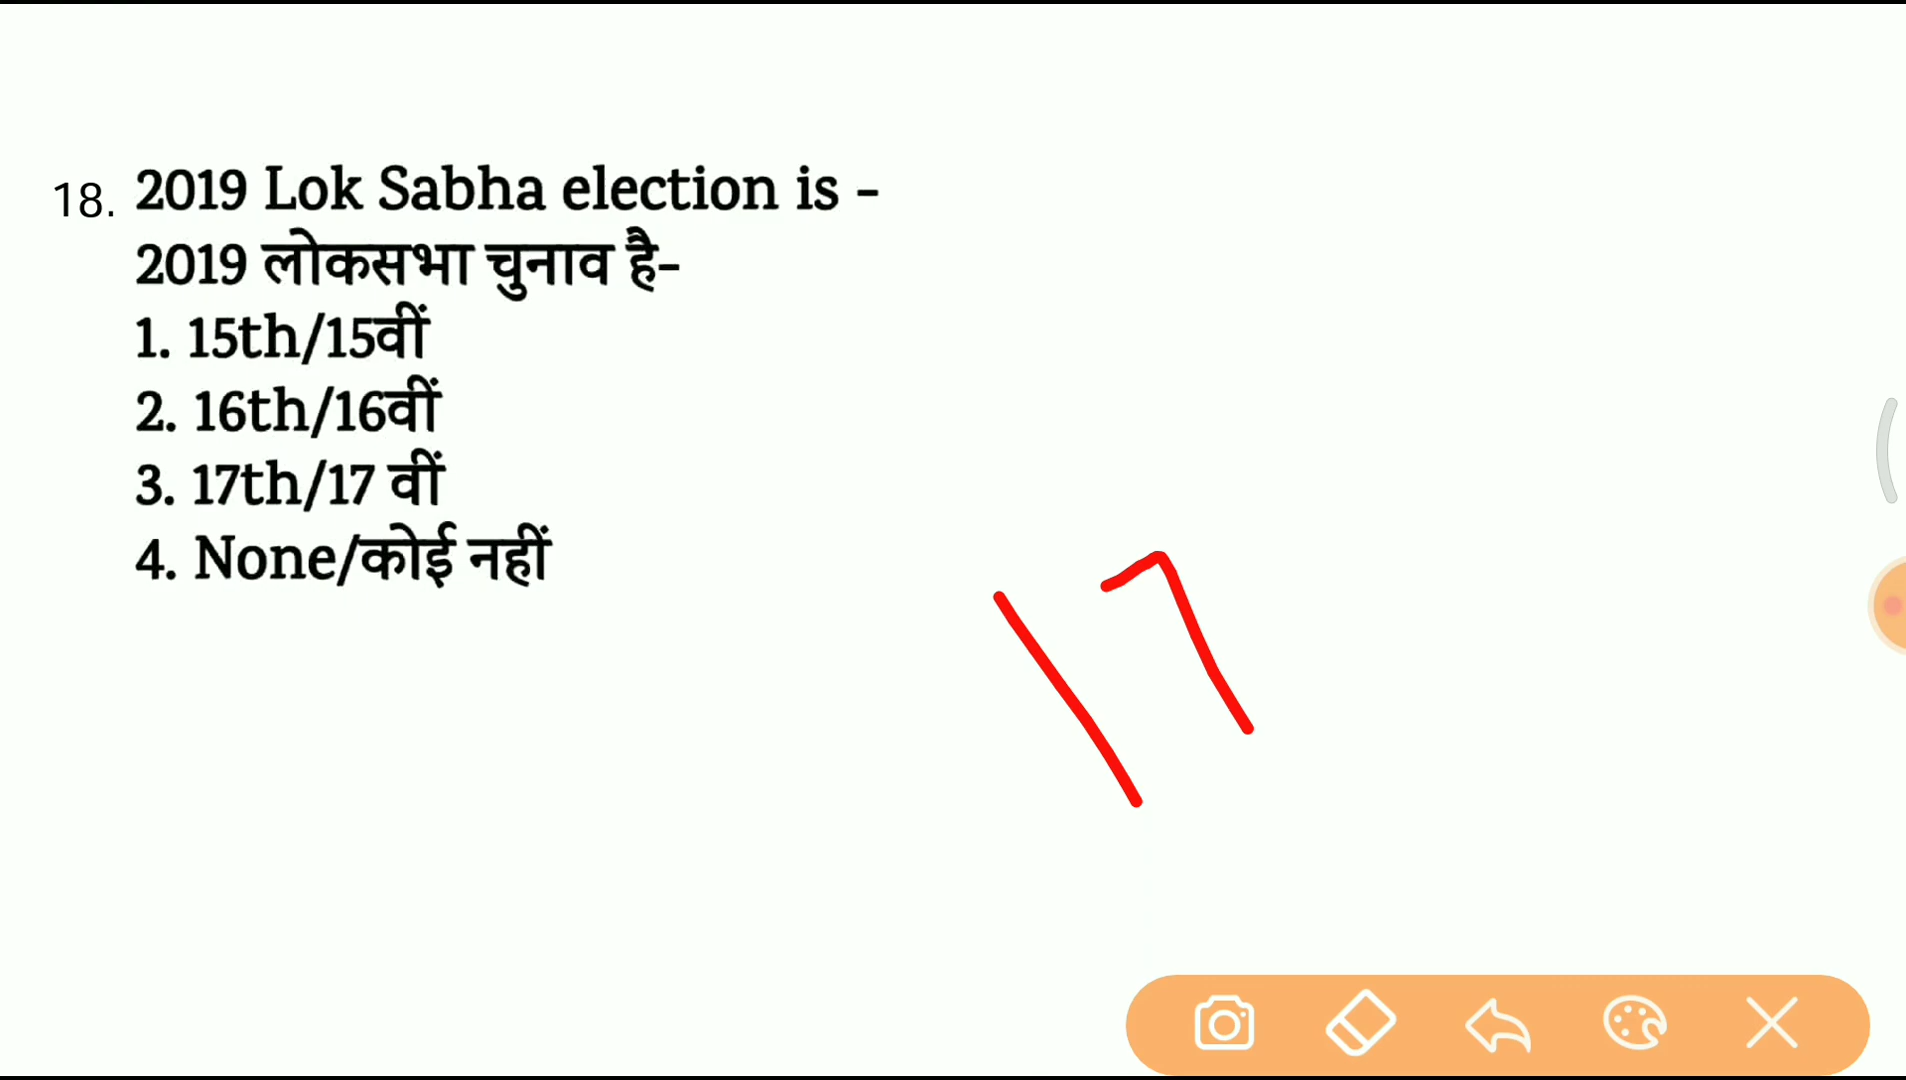 18. 2019 Lok Sabha election is -
2019 लोकसभा चुनाव है-
1. 15th/15वीं
2. 16th/16वीं
3. 17th/17 वीं
4. None/कोई नहीं
17